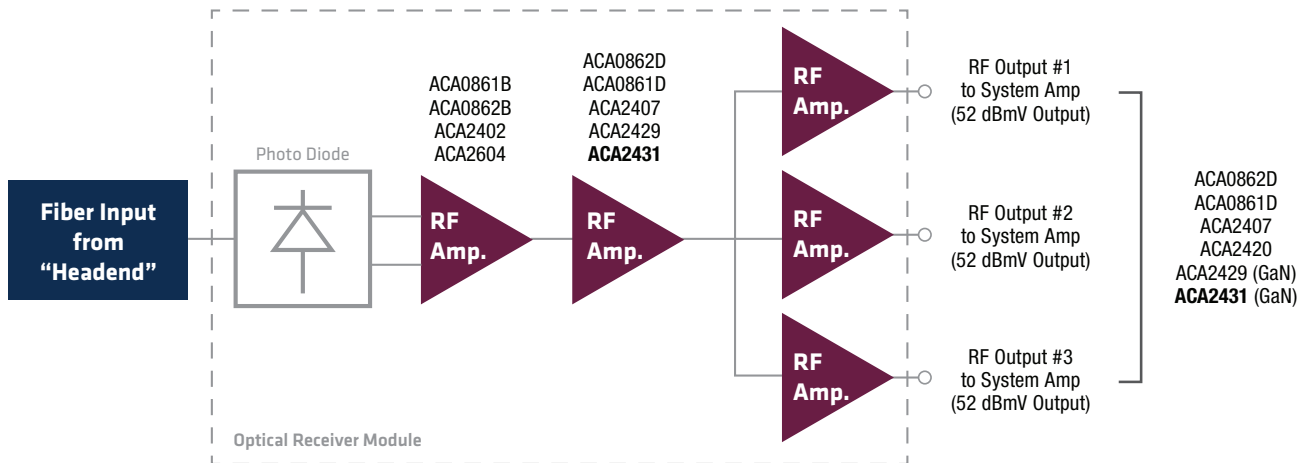 Fiber Input
from
“Headend”
Photo Diode
ACA0861B
ACA0862B
ACA2402
ACA2604
RF
Amp.
ACA0862D
ACA0861D
ACA2407
ACA2429
ACA2431
RF
Amp.
RF
Amp.
RF Output #1
to System Amp
(52 dBmV Output)
RF
Amp.
RF Output #2
to System Amp
(52 dBmV Output)
RF
Amp.
RF Output #3
to System Amp
(52 dBmV Output)
ACA0862D
ACA0861D
ACA2407
ACA2420
ACA2429 (GaN)
ACA2431 (GaN)
Optical Receiver Module